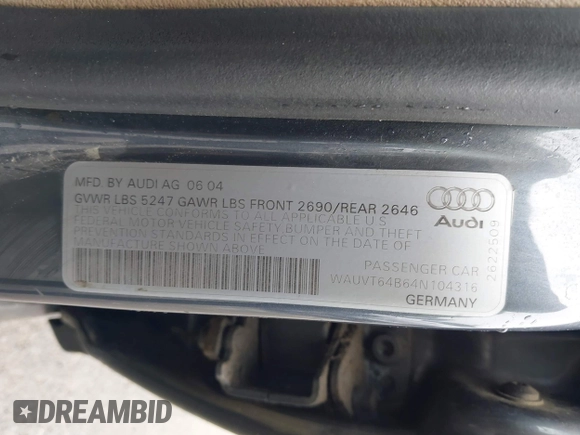 MFD. BY AUDI AG 06 04
GVWR LBS 5247 GAWR LBS FRONT 2690/REAR 2646
THIS VEHICLE CONFORMS TO ALL APPLICABLE U S
FEDERAL MOTOR VEHICLE SAFETY,BUMPER AND THEFT
PREVENTION STANDARDS IN EFFECT ON THE DATE OF
MANUFACTURE SHOWN ABOVE.
Audi
PASSENGER CAR
WAUVT64B64N104316
GERMANY
2622509
DREAMBID